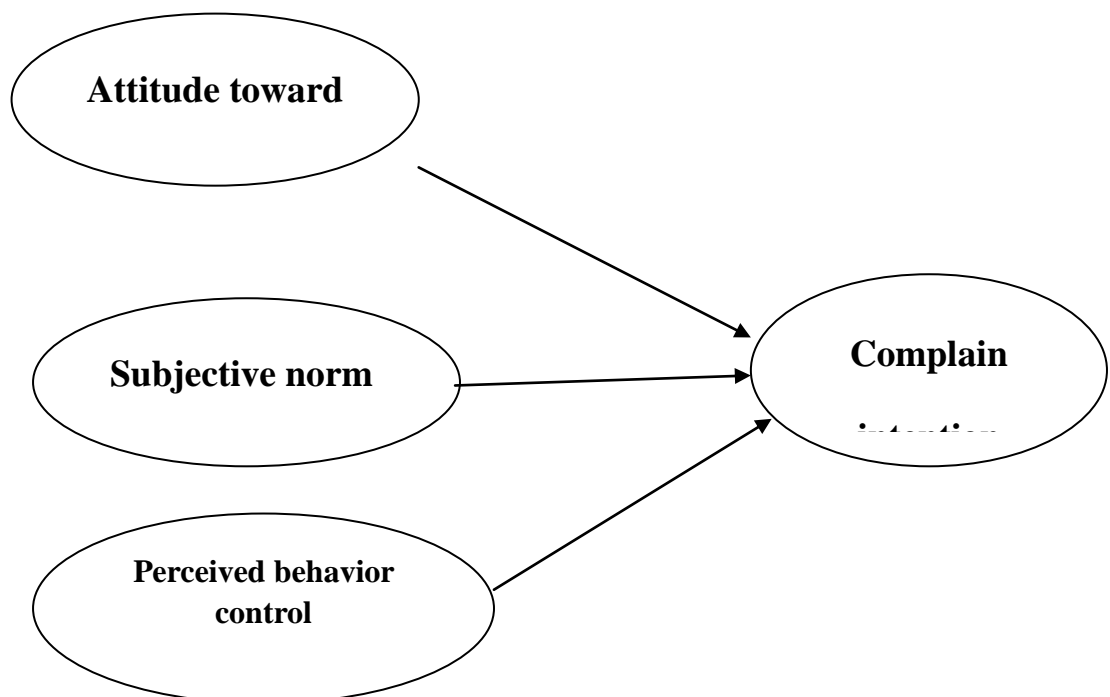 Attitude toward
Subjective norm
Complain
Perceived behavior
control